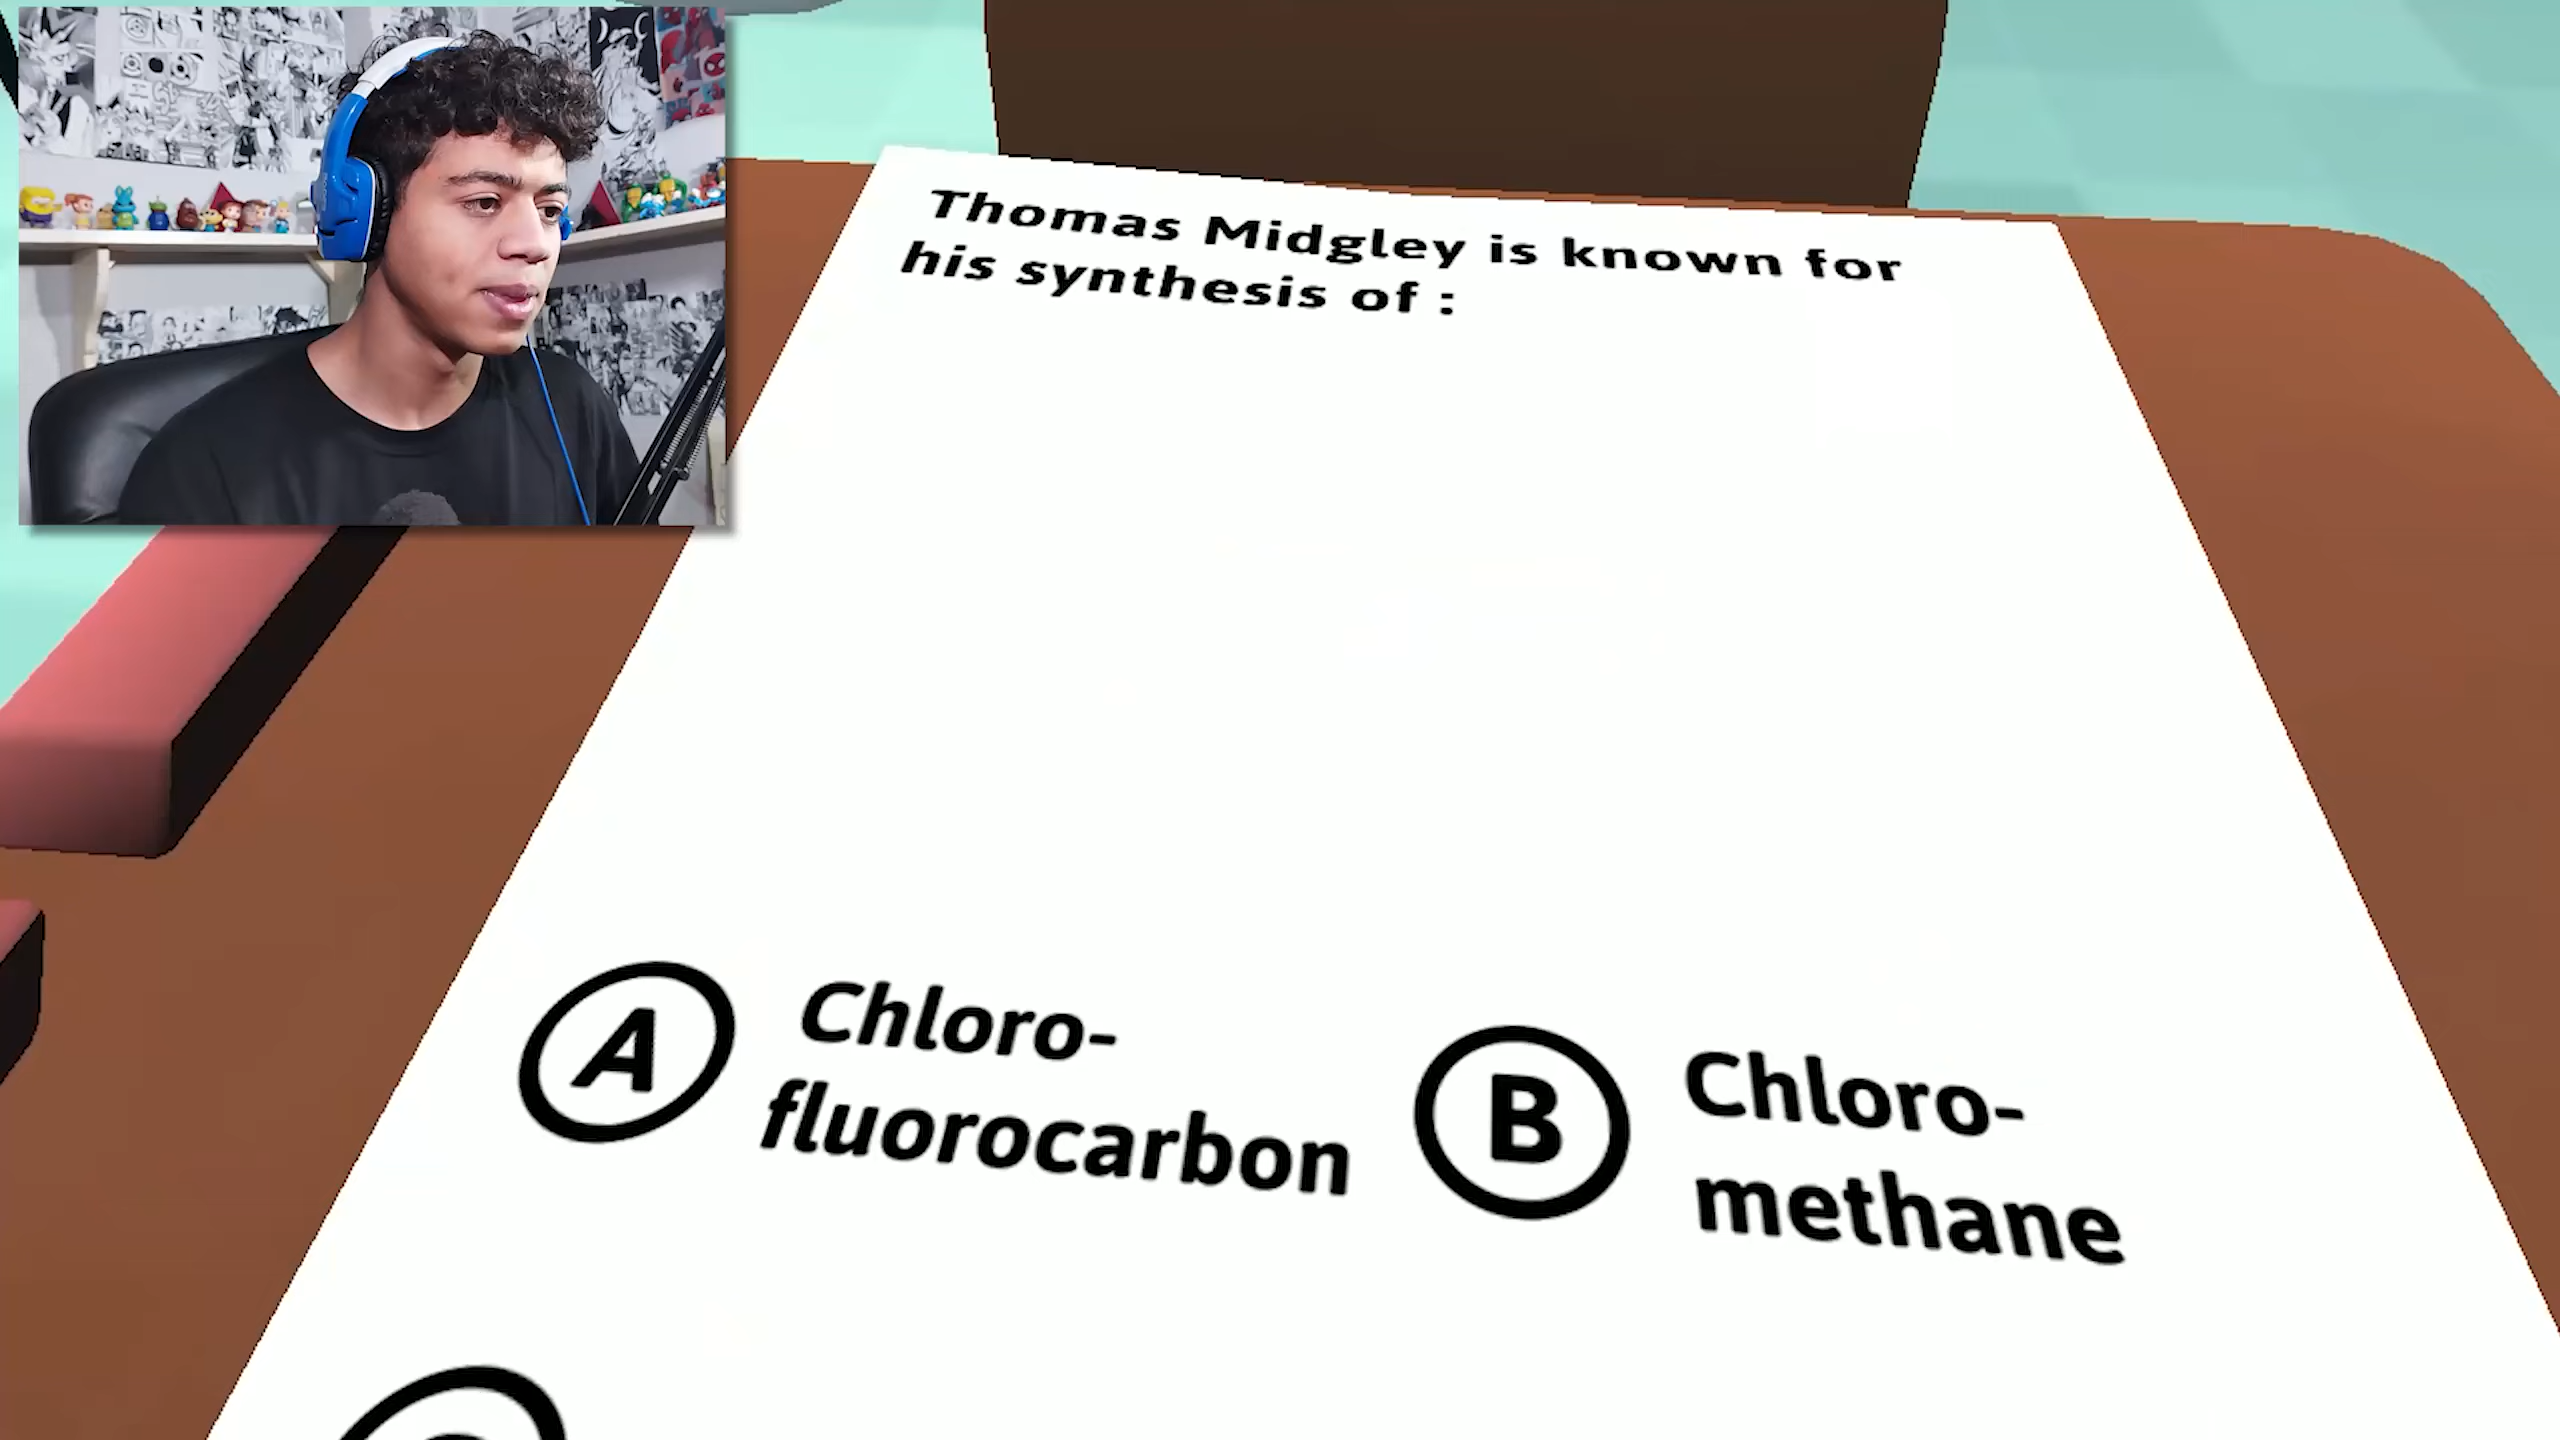 Thomas Midgley is known for
his synthesis of :
A Chloro-
fluorocarbon
B Chloro-
methane